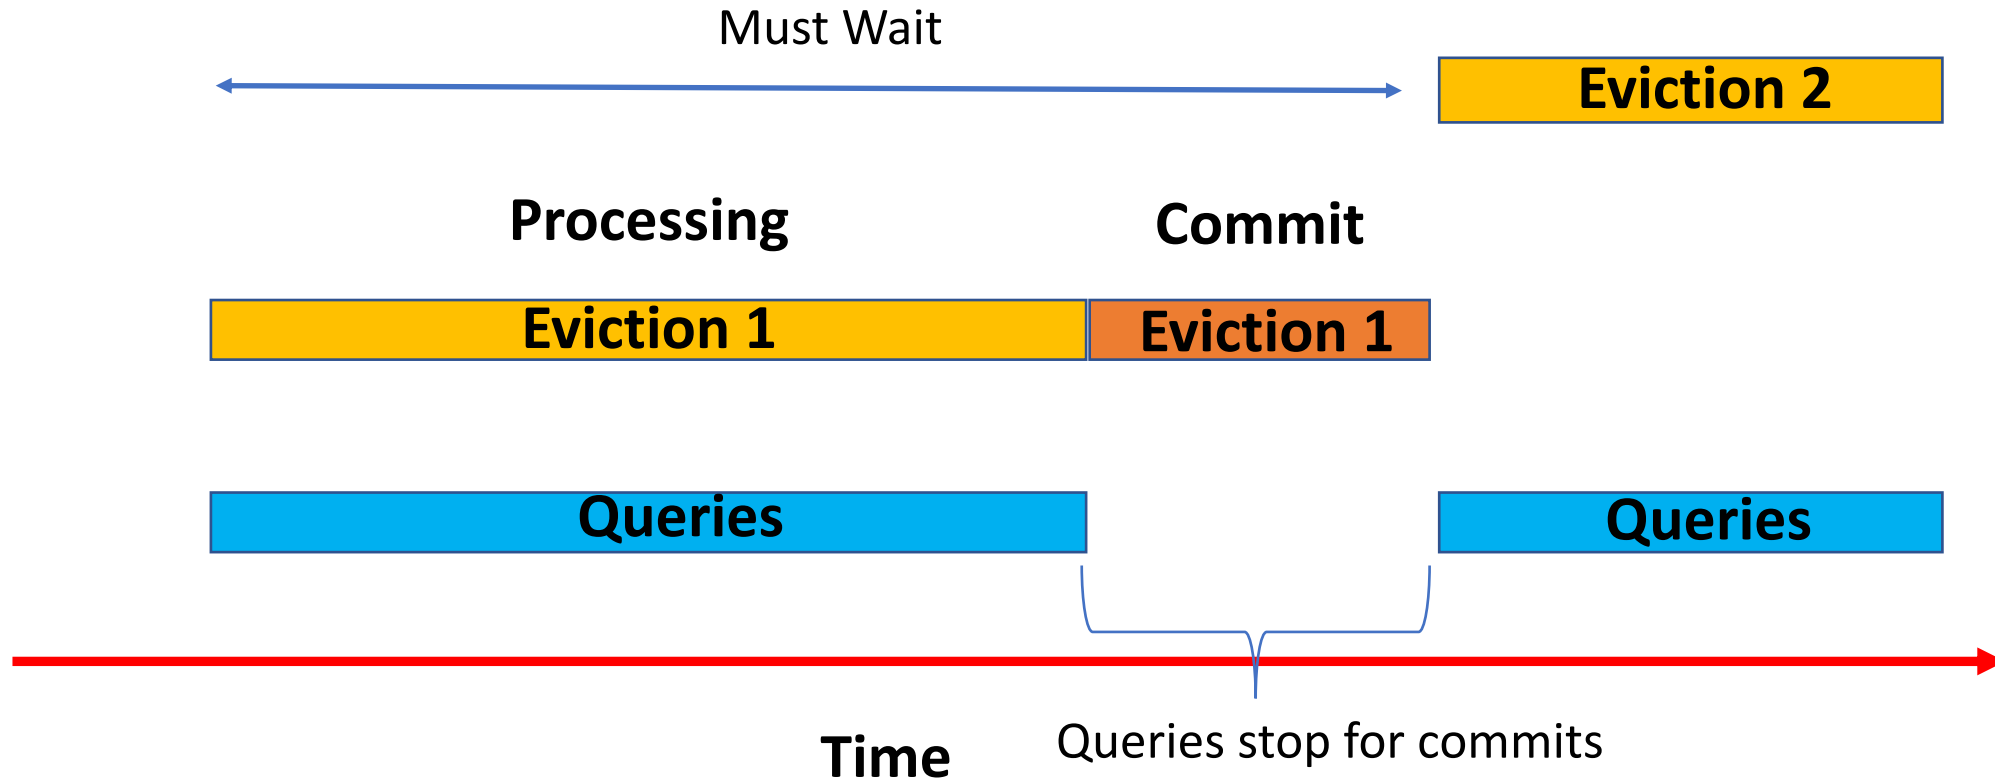 Must Wait
Eviction 2
Processing
Commit
Eviction 1
Eviction 1
Queries
Queries
Queries stop for commits
Time